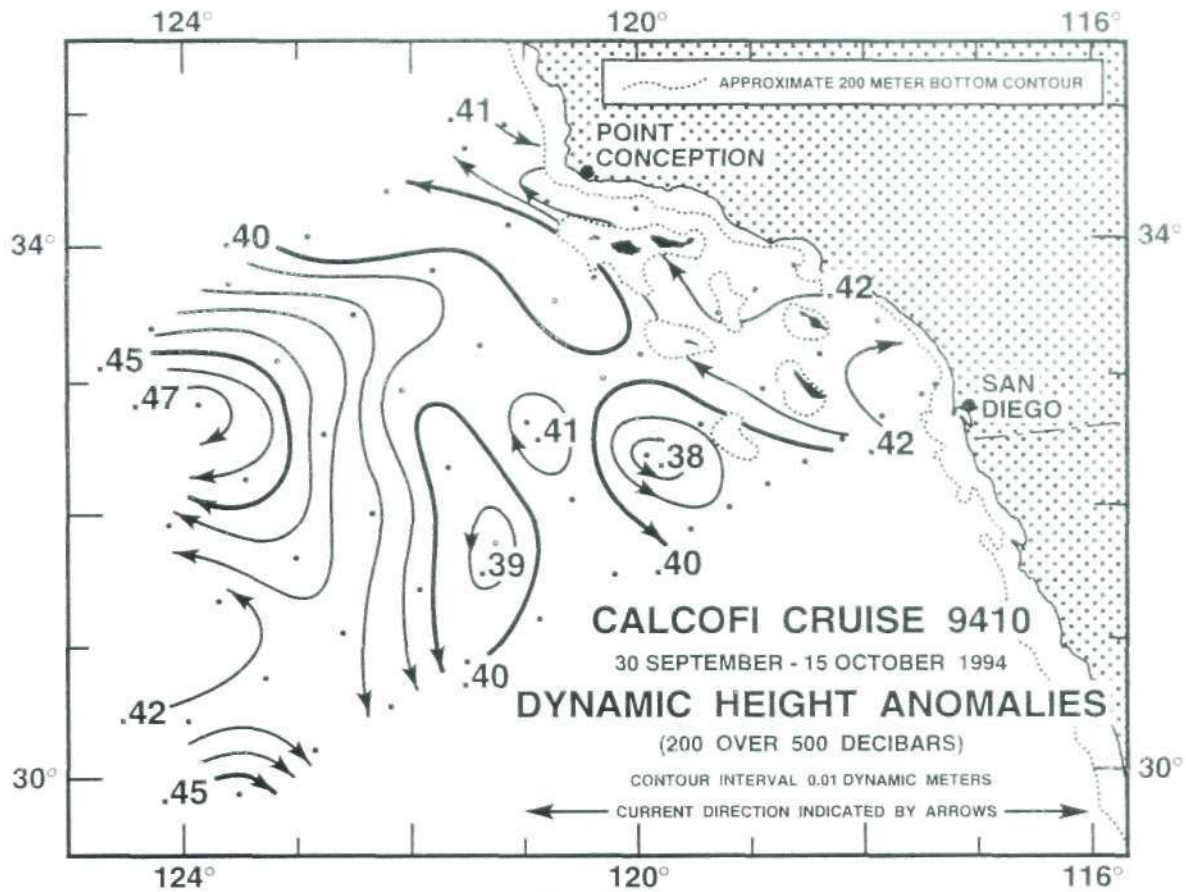 124° 120° 116°
APPROXIMATE 200 METER BOTTOM CONTOUR
.41
POINT
CONCEPTION
34° .40 34°
.42
.45
.47
SAN
DIEGO
.41 .42
.38
.39 .40
CALCOFI CRUISE 9410
30 SEPTEMBER - 15 OCTOBER 1994
.40
DYNAMIC HEIGHT ANOMALIES
.42
(200 OVER 500 DECIBARS)
30° CONTOUR INTERVAL 0.01 DYNAMIC METERS 30°
.45
CURRENT DIRECTION INDICATED BY ARROWS
124° 120° 116°